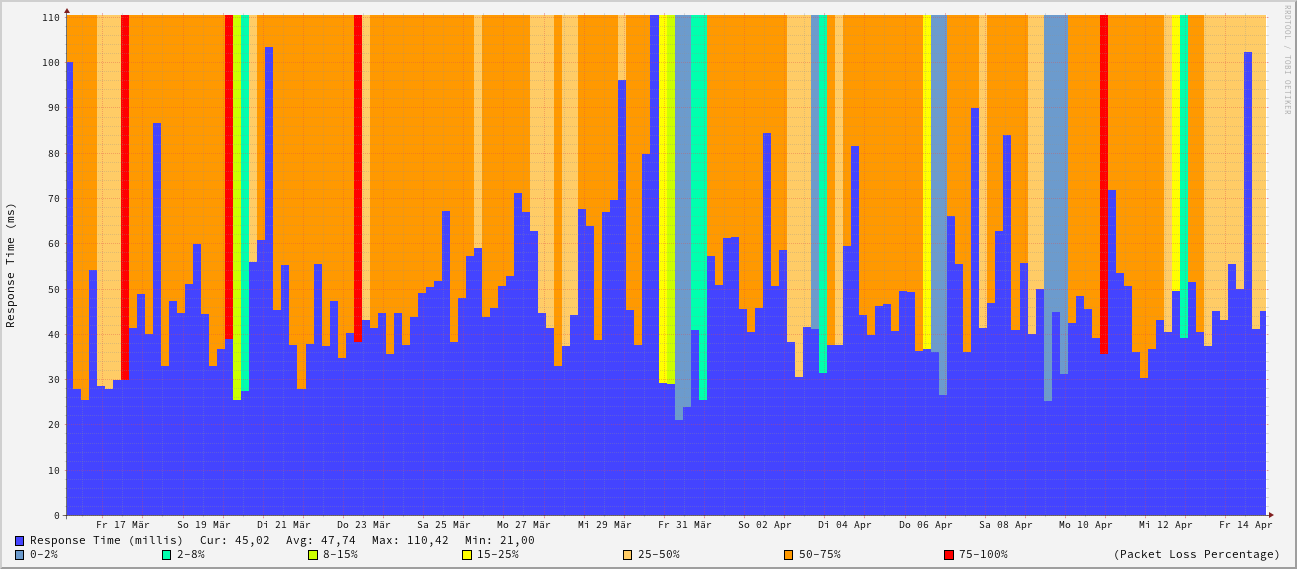 RRDTOOL / TOBI OETIKER
Response Time (ms)
110
100
90
80
70
60
50
40
30
20
10
0
Fr 17 Mär So 19 Mär Di 21 Mär Do 23 Mär Sa 25 Mär Mo 27 Mär Mi 29 Mär Fr 31 Mär So 02 Apr Di 04 Apr Do 06 Apr Sa 08 Apr Mo 10 Apr Mi 12 Apr Fr 14 Apr
Response Time (millis) Cur: 45,02 Avg: 47,74 Max: 110,42 Min: 21,00
0-2% 2-8% 8-15% 15-25% 25-50% 50-75% 75-100% (Packet Loss Percentage)